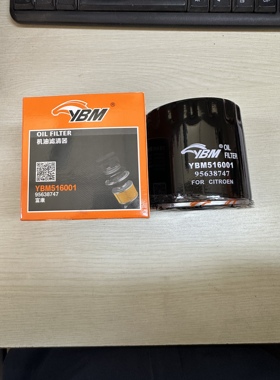 YBM®
OIL FILTER
机油滤清器
YBM516001
95638747
富康
YBM OIL FILTER
YBM516001
95638747
FOR CITROEN